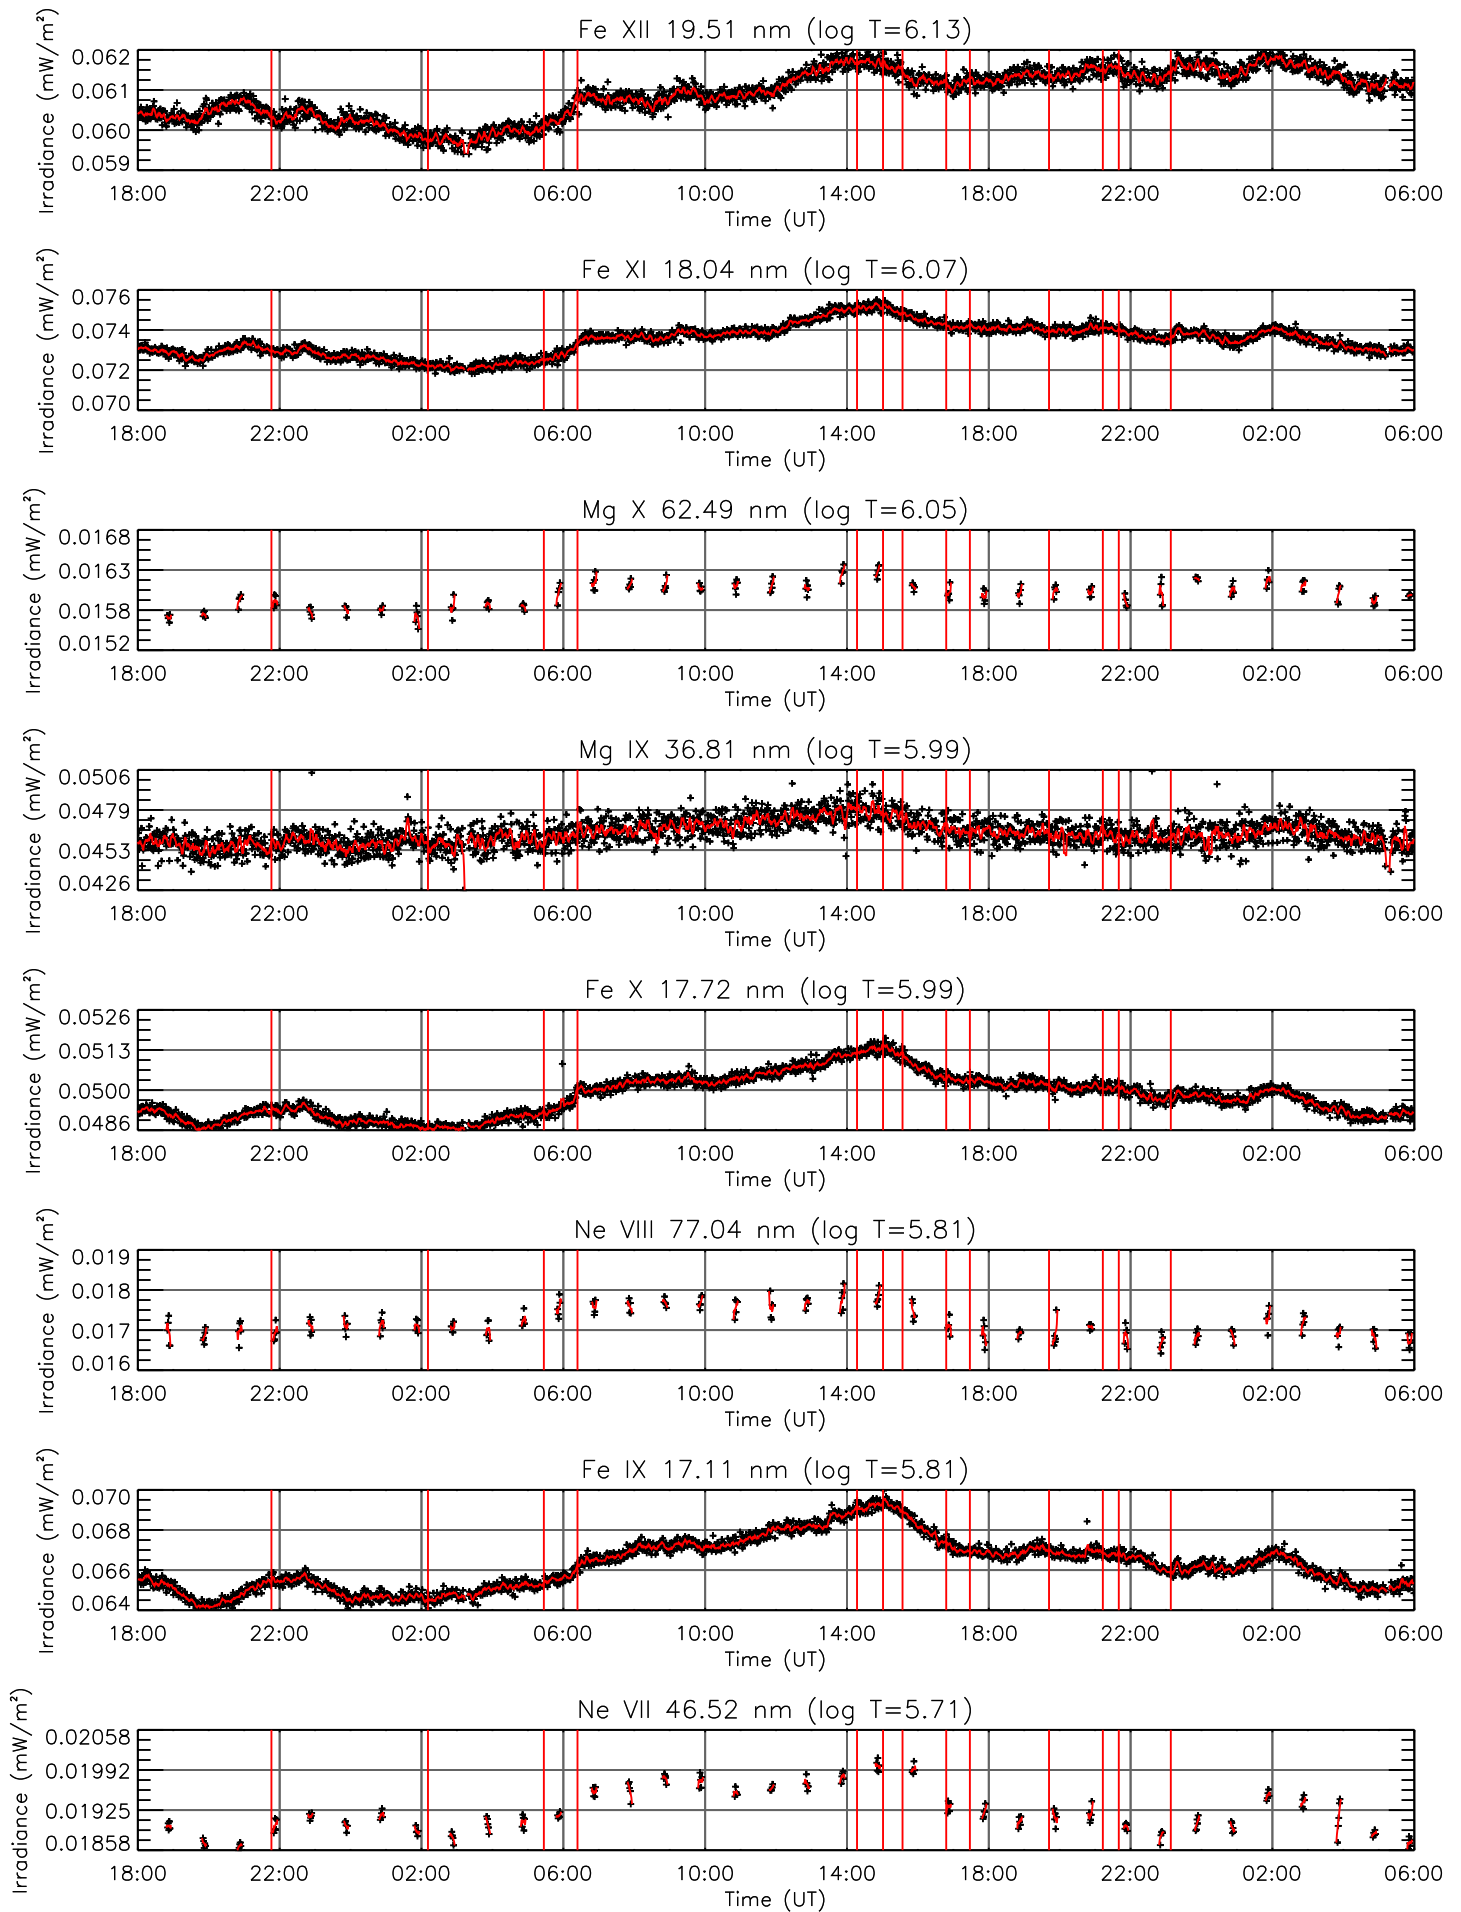 Fe XII 19.51 nm (log T=6.13)
Irradiance (mW/m²)
0.062
0.061
0.060
0.059
18:00 22:00 02:00 06:00 10:00 14:00 18:00 22:00 02:00 06:00
Time (UT)
Fe XI 18.04 nm (log T=6.07)
Irradiance (mW/m²)
0.076
0.074
0.072
0.070
18:00 22:00 02:00 06:00 10:00 14:00 18:00 22:00 02:00 06:00
Time (UT)
Mg X 62.49 nm (log T=6.05)
Irradiance (mW/m²)
0.0168
0.0163
0.0158
0.0152
18:00 22:00 02:00 06:00 10:00 14:00 18:00 22:00 02:00 06:00
Time (UT)
Mg IX 36.81 nm (log T=5.99)
Irradiance (mW/m²)
0.0506
0.0479
0.0453
0.0426
18:00 22:00 02:00 06:00 10:00 14:00 18:00 22:00 02:00 06:00
Time (UT)
Fe X 17.72 nm (log T=5.99)
Irradiance (mW/m²)
0.0526
0.0513
0.0500
0.0486
18:00 22:00 02:00 06:00 10:00 14:00 18:00 22:00 02:00 06:00
Time (UT)
Ne VIII 77.04 nm (log T=5.81)
Irradiance (mW/m²)
0.019
0.018
0.017
0.016
18:00 22:00 02:00 06:00 10:00 14:00 18:00 22:00 02:00 06:00
Time (UT)
Fe IX 17.11 nm (log T=5.81)
Irradiance (mW/m²)
0.070
0.068
0.066
0.064
18:00 22:00 02:00 06:00 10:00 14:00 18:00 22:00 02:00 06:00
Time (UT)
Ne VII 46.52 nm (log T=5.71)
Irradiance (mW/m²)
0.02058
0.01992
0.01925
0.01858
18:00 22:00 02:00 06:00 10:00 14:00 18:00 22:00 02:00 06:00
Time (UT)